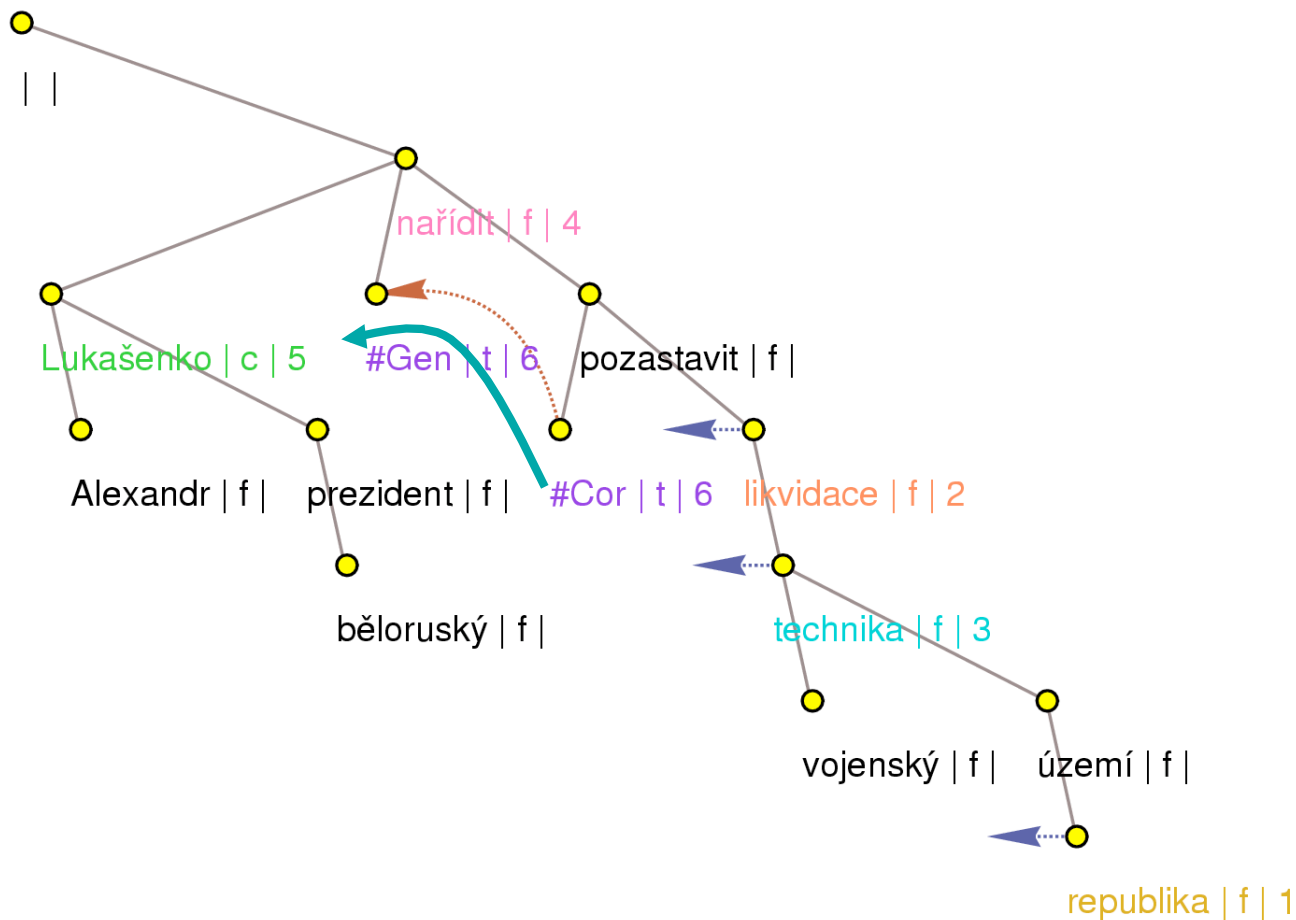 | |
nařídit | f | 4
Lukašenko | c | 5 #Gen | t | 6 pozastavit | f |
Alexandr | f | prezident | f | #Cor | t | 6 likvidace | f | 2
běloruský | f | technika | f | 3
vojenský | f | území | f |
republika | f | 1